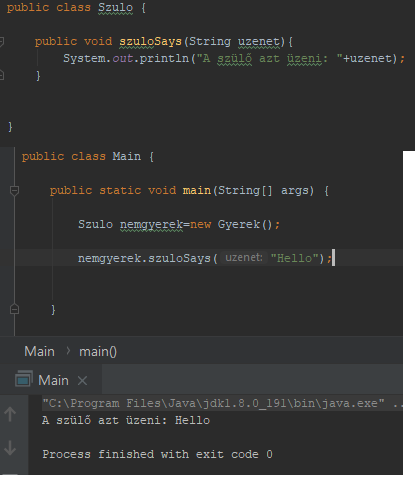 public class Szulo {
public void szuloSays(String uzenet){
System.out.println("A szülő azt üzeni: "+uzenet);
}
}
public class Main {
public static void main(String[] args) {
Szulo nemgyerek=new Gyerek();
nemgyerek.szuloSays( uzenet: "Hello");
}
Main › main()
Main ×
"C:\Program Files\Java\jdk1.8.0_191\bin\java.exe" ..
A szülő azt üzeni: Hello
Process finished with exit code 0